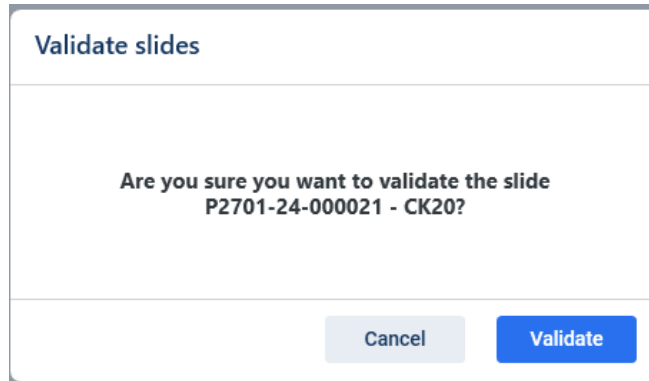 Validate slides
Are you sure you want to validate the slide
P2701-24-000021 - CK20?
Cancel
Validate